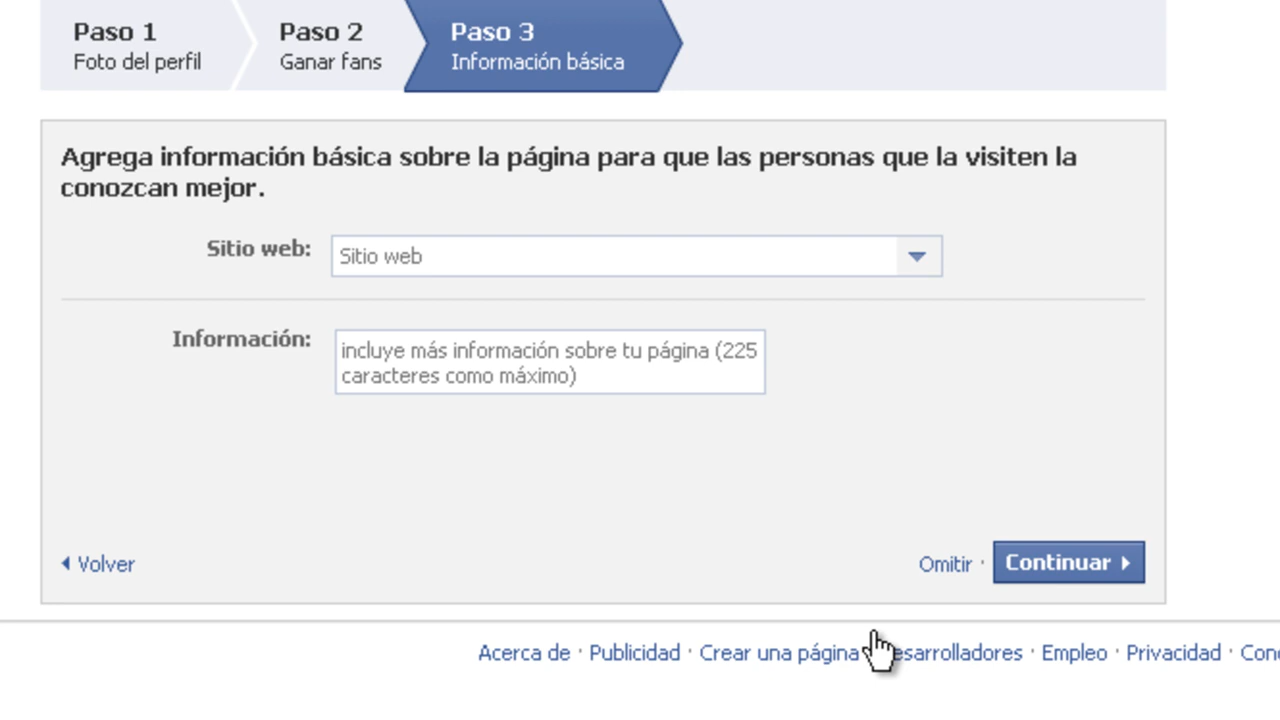 Paso 1
Foto del perfil
Paso 2
Ganar fans
Paso 3
Información básica
Agrega información básica sobre la página para que las personas que la visiten la
conozcan mejor.
Sitio web:
Sitio web
Información:
incluye más información sobre tu página (225
caracteres como máximo)
Volver
Omitir · Continuar
Acerca de · Publicidad · Crear una página esarrolladores · Empleo · Privacidad ·